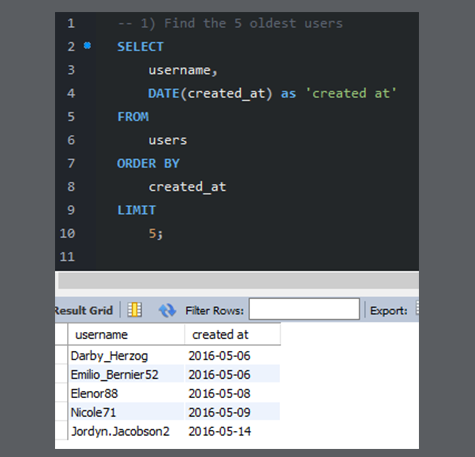 1 -- 1) Find the 5 oldest users
2 SELECT
3 username,
4 DATE(created_at) as 'created at'
5 FROM
6 users
7 ORDER BY
8 created_at
9 LIMIT
10 5;
11
Result Grid Filter Rows: Export:
username created at
Darby_Herzog 2016-05-06
Emilio_Bernier52 2016-05-06
Elenor88 2016-05-08
Nicole71 2016-05-09
Jordyn.Jacobson2 2016-05-14